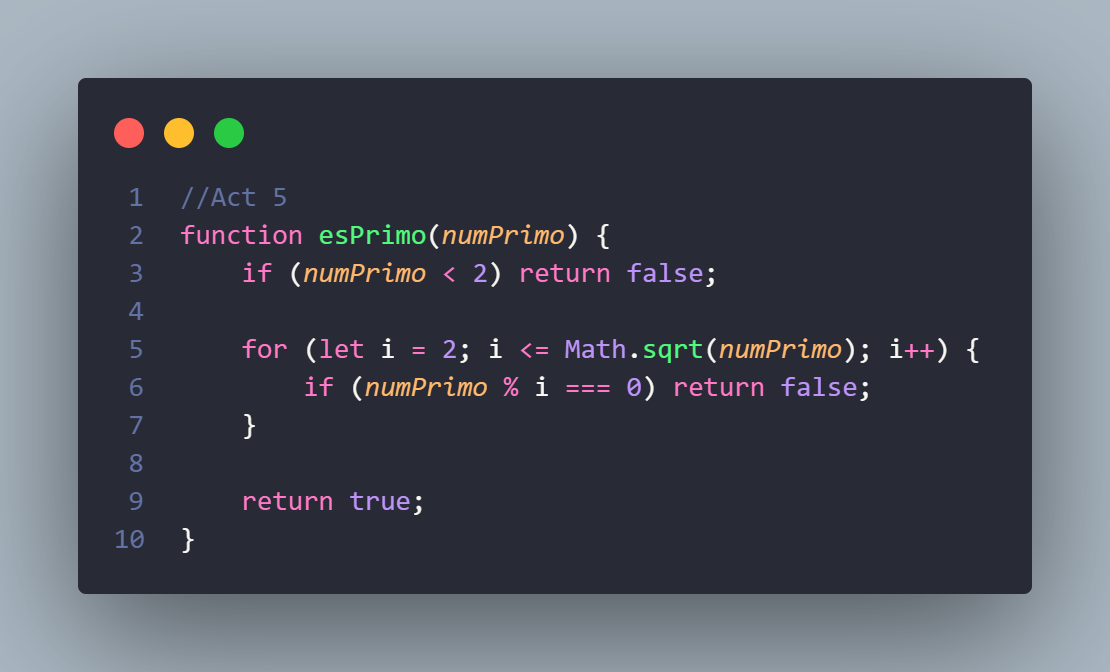 1 //Act 5
2 function esPrimo(numPrimo) {
3     if (numPrimo < 2) return false;
4
5     for (let i = 2; i <= Math.sqrt(numPrimo); i++) {
6         if (numPrimo % i === 0) return false;
7     }
8
9     return true;
10 }